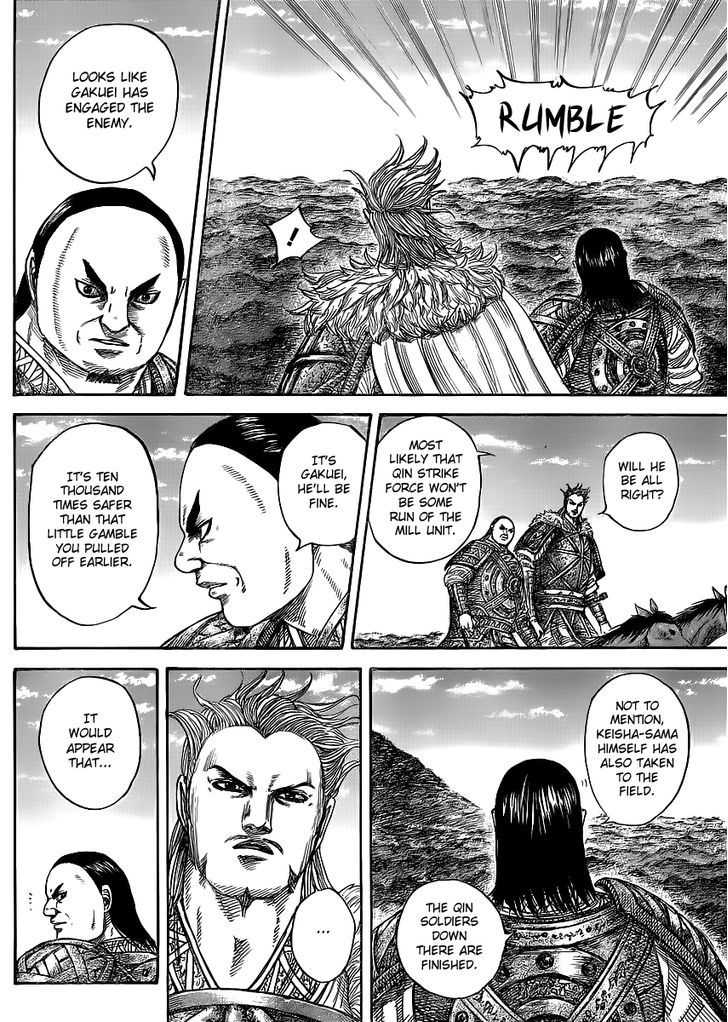 RUMBLE
!
LOOKS LIKE
GAKUEI HAS
ENGAGED THE
ENEMY.
WILL HE
BE ALL
RIGHT?
MOST
LIKELY THAT
QIN STRIKE
FORCE WON'T
BE SOME
RUN OF THE
MILL UNIT.
IT'S
GAKUEI,
HE'LL BE
FINE.
IT'S TEN
THOUSAND
TIMES SAFER
THAN THAT
LITTLE GAMBLE
YOU PULLED
OFF EARLIER.
NOT TO
MENTION,
KEISHA-SAMA
HIMSELF HAS
ALSO TAKEN
TO THE
FIELD.
THE QIN
SOLDIERS
DOWN
THERE ARE
FINISHED.
...
IT
WOULD
APPEAR
THAT...